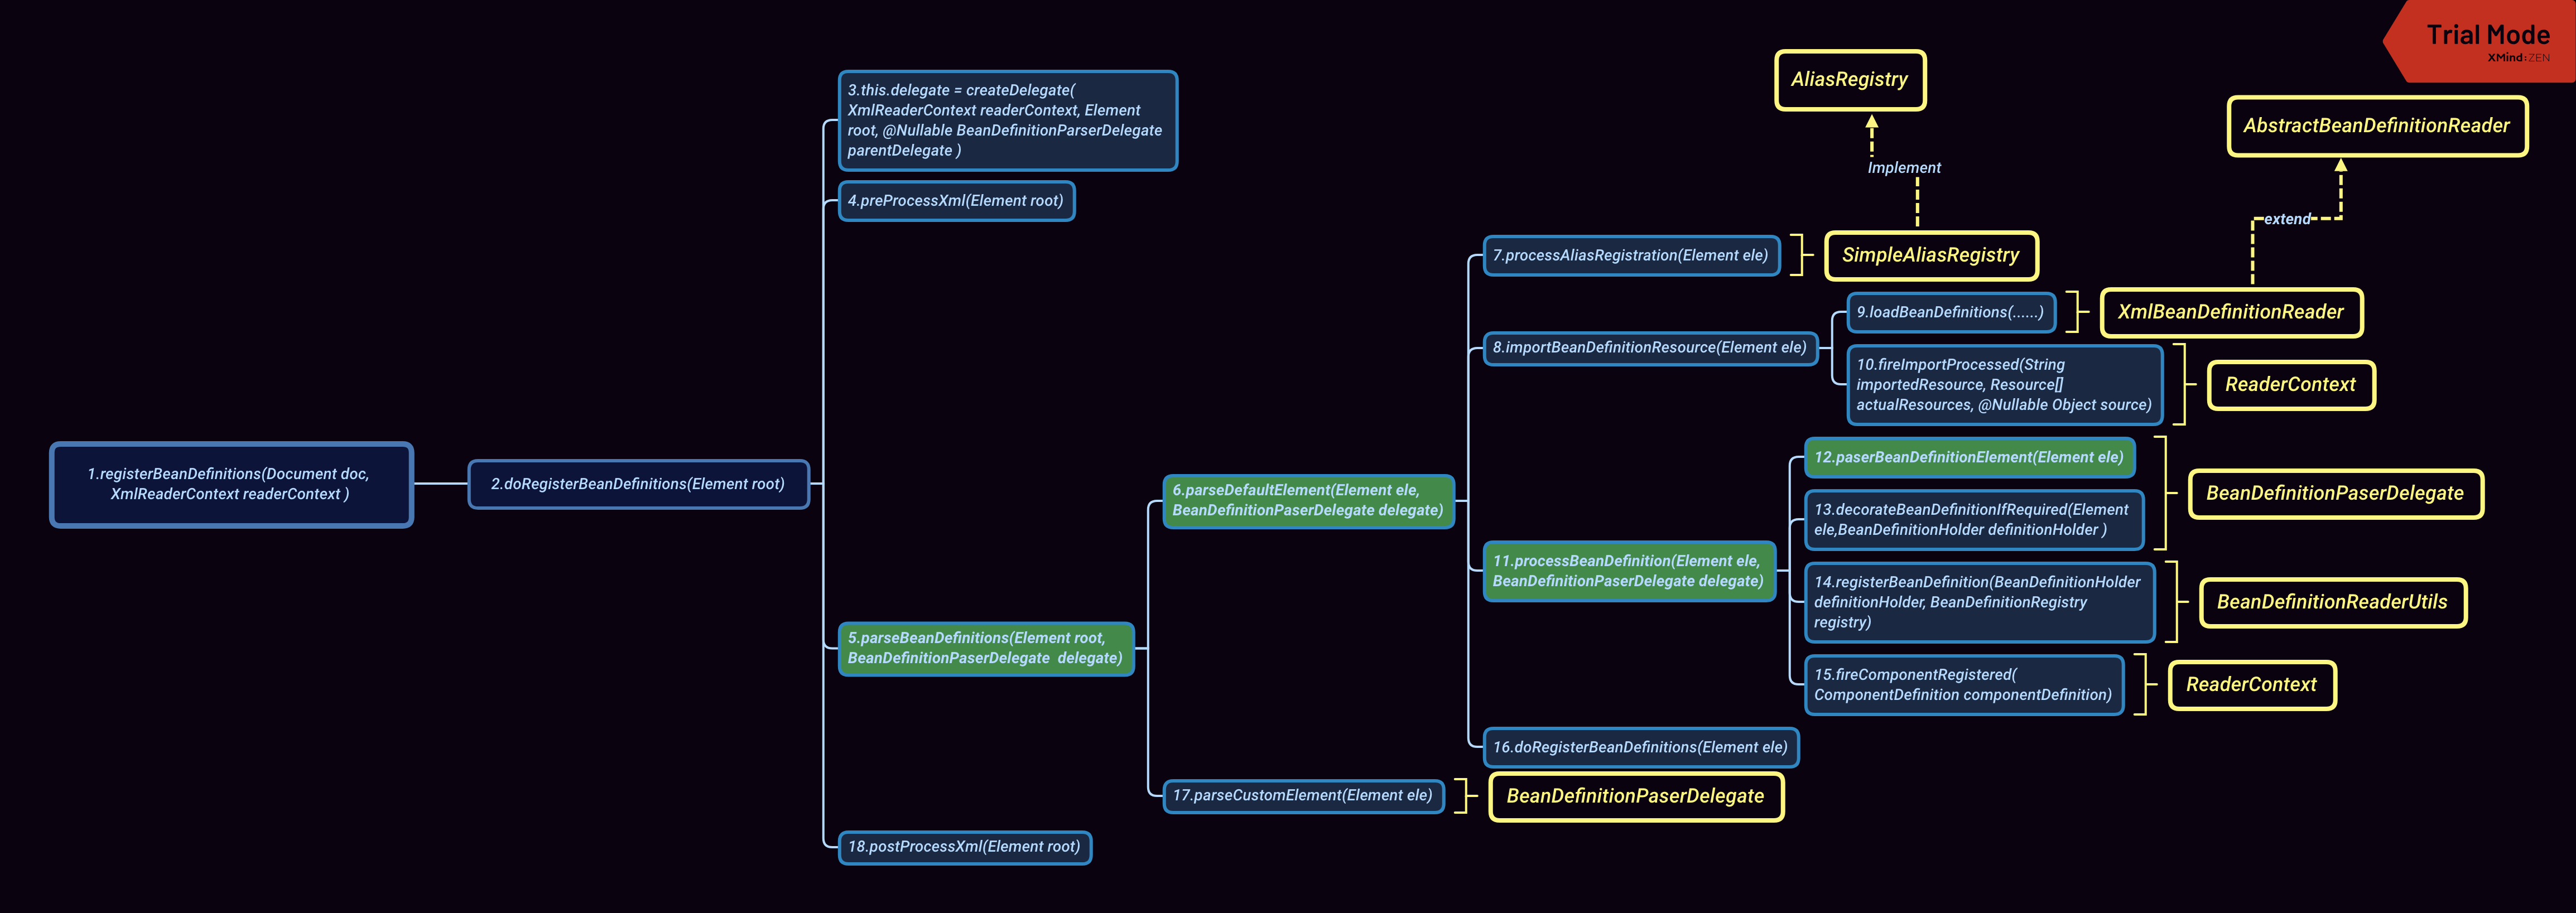 Trial Mode
XMind:ZEN
AliasRegistry
AbstractBeanDefinitionReader
Implement
extend
1.registerBeanDefinitions(Document doc,
XmlReaderContext readerContext )
2.doRegisterBeanDefinitions(Element root)
3.this.delegate = createDelegate(
XmlReaderContext readerContext, Element
root, @Nullable BeanDefinitionParserDelegate
parentDelegate )
4.preProcessXml(Element root)
5.parseBeanDefinitions(Element root,
BeanDefinitionPaserDelegate  delegate)
6.parseDefaultElement(Element ele,
BeanDefinitionPaserDelegate delegate)
7.processAliasRegistration(Element ele)
SimpleAliasRegistry
8.importBeanDefinitionResource(Element ele)
9.loadBeanDefinitions(......)
XmlBeanDefinitionReader
10.fireImportProcessed(String
importedResource, Resource[]
actualResources, @Nullable Object source)
ReaderContext
11.processBeanDefinition(Element ele,
BeanDefinitionPaserDelegate delegate)
12.paserBeanDefinitionElement(Element ele)
13.decorateBeanDefinitionIfRequired(Element
ele,BeanDefinitionHolder definitionHolder )
BeanDefinitionPaserDelegate
14.registerBeanDefinition(BeanDefinitionHolder
definitionHolder, BeanDefinitionRegistry
registry)
BeanDefinitionReaderUtils
15.fireComponentRegistered(
ComponentDefinition componentDefinition)
ReaderContext
16.doRegisterBeanDefinitions(Element ele)
17.parseCustomElement(Element ele)
BeanDefinitionPaserDelegate
18.postProcessXml(Element root)